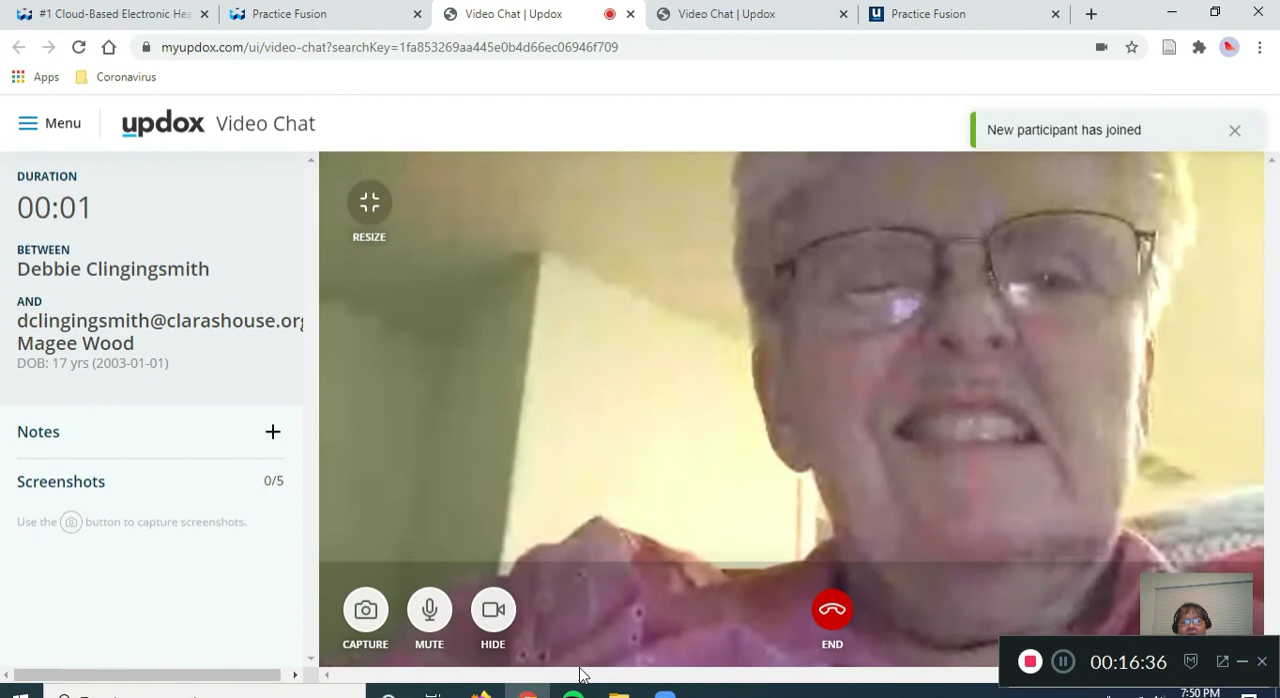 #1 Cloud-Based Electronic Hea
Practice Fusion
Video Chat | Updox
Video Chat | Updox
Practice Fusion
myupdox.com/ui/video-chat?searchKey=1fa853269aa445e0b4d66ec06946f709
Apps
Coronavirus
Menu
updox Video Chat
New participant has joined
DURATION
00:01
BETWEEN
Debbie Clingingsmith
AND
dclingingsmith@clarashouse.org
Magee Wood
DOB: 17 yrs (2003-01-01)
Notes
Screenshots 0/5
Use the button to capture screenshots.
RESIZE
CAPTURE
MUTE
HIDE
END
00:16:36
7:50 PM